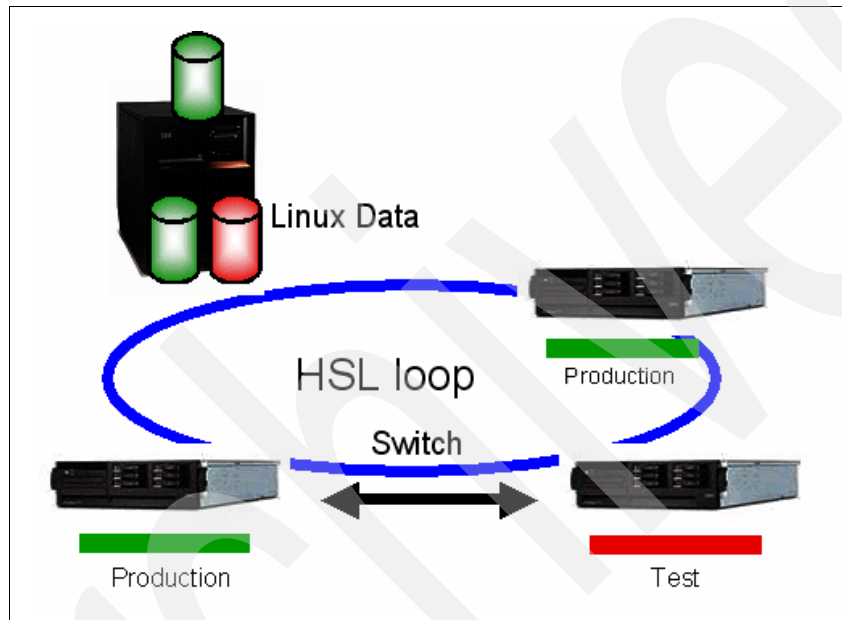 Linux Data
HSL loop
Production
Switch
Production
Test